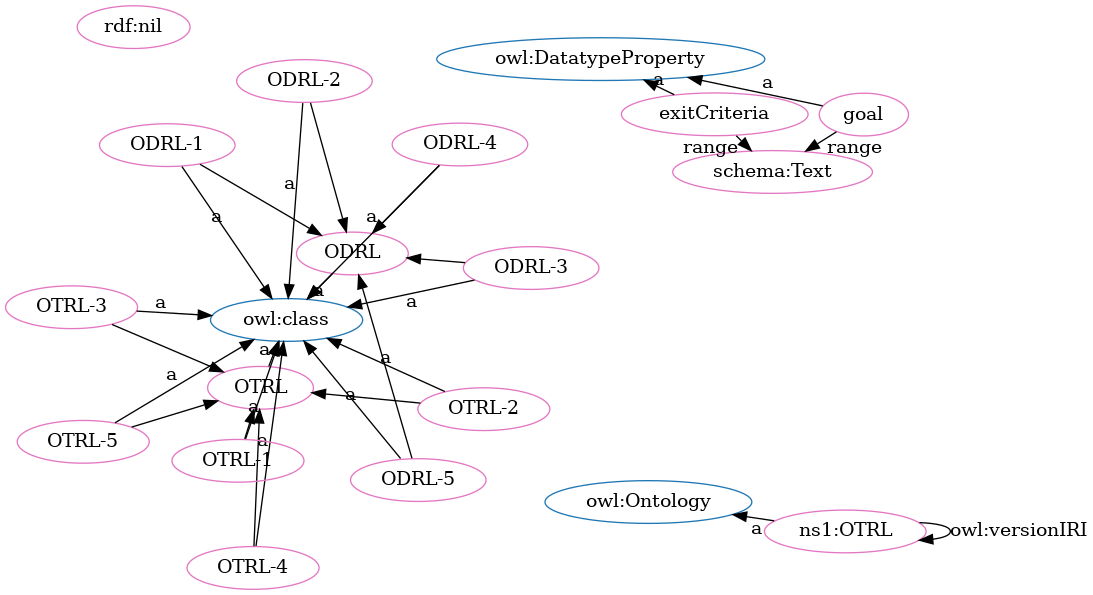 rdf:nil
owl:DatatypeProperty
ODRL-2
a
a
exitCriteria
goal
ODRL-1
ODRL-4
range
range
schema:Text
a
a
a
ODRL
ODRL-3
a
OTRL-3
a
a
owl:class
a
a
a
OTRL
a
a
OTRL-2
OTRL-5
a
OTRL-1
ODRL-5
owl:Ontology
a
ns1:OTRL
owl:versionIRI
OTRL-4